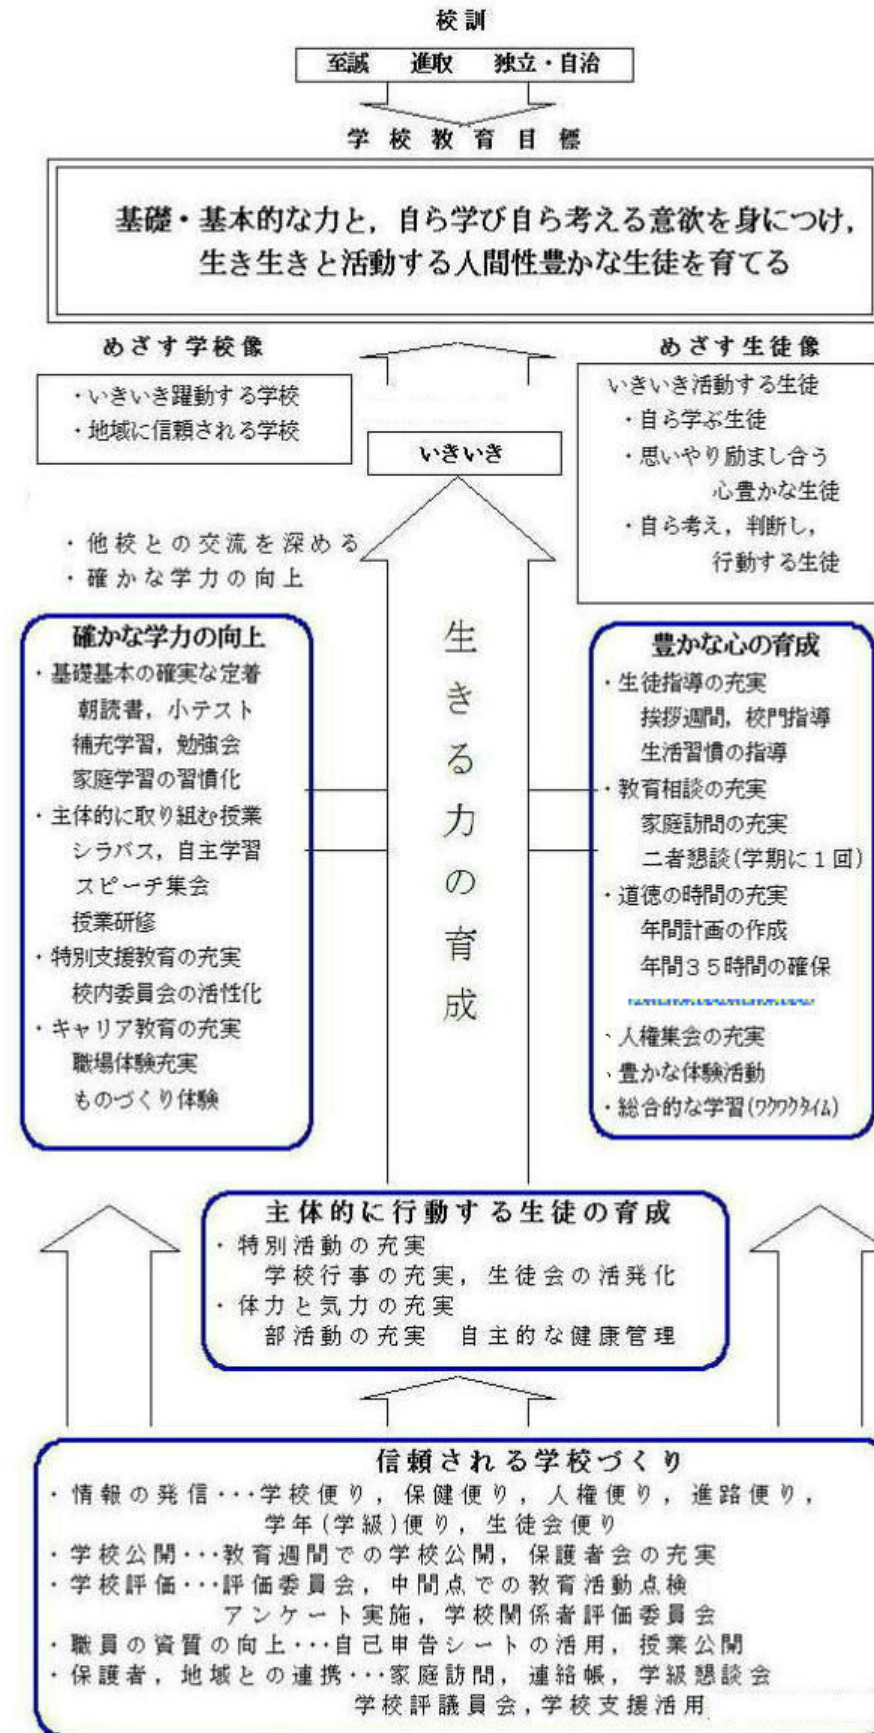 校訓
至誠　進取　独立・自治
学校教育目標
基礎・基本的な力と，自ら学び自ら考える意欲を身につけ，
生き生きと活動する人間性豊かな生徒を育てる
めざす学校像
・いきいき躍動する学校
・地域に信頼される学校
めざす生徒像
いきいき活動する生徒
・自ら学ぶ生徒
・思いやり励まし合う
心豊かな生徒
・自ら考え，判断し，
行動する生徒
いきいき
・他校との交流を深める
・確かな学力の向上
生きる力の育成
確かな学力の向上
・基礎基本の確実な定着
朝読書，小テスト
補充学習，勉強会
家庭学習の習慣化
・主体的に取り組む授業
シラバス，自主学習
スピーチ集会
授業研修
・特別支援教育の充実
校内委員会の活性化
・キャリア教育の充実
職場体験充実
ものづくり体験
豊かな心の育成
・生徒指導の充実
挨拶週間，校門指導
生活習慣の指導
・教育相談の充実
家庭訪問の充実
二者懇談(学期に１回)
・道徳の時間の充実
年間計画の作成
年間３５時間の確保
、人権集会の充実
、豊かな体験活動
・総合的な学習(ﾜｸﾜｸﾀｲﾑ)
主体的に行動する生徒の育成
・特別活動の充実
学校行事の充実，生徒会の活発化
・体力と気力の充実
部活動の充実　自主的な健康管理
信頼される学校づくり
・情報の発信・・・学校便り，保健便り，人権便り，進路便り，
学年(学級)便り，生徒会便り
・学校公開・・・教育週間での学校公開，保護者会の充実
・学校評価・・・評価委員会，中間点での教育活動点検
アンケート実施，学校関係者評価委員会
・職員の資質の向上・・・自己申告シートの活用，授業公開
・保護者，地域との連携・・・家庭訪問，連絡帳，学級懇談会
学校評議員会，学校支援活用